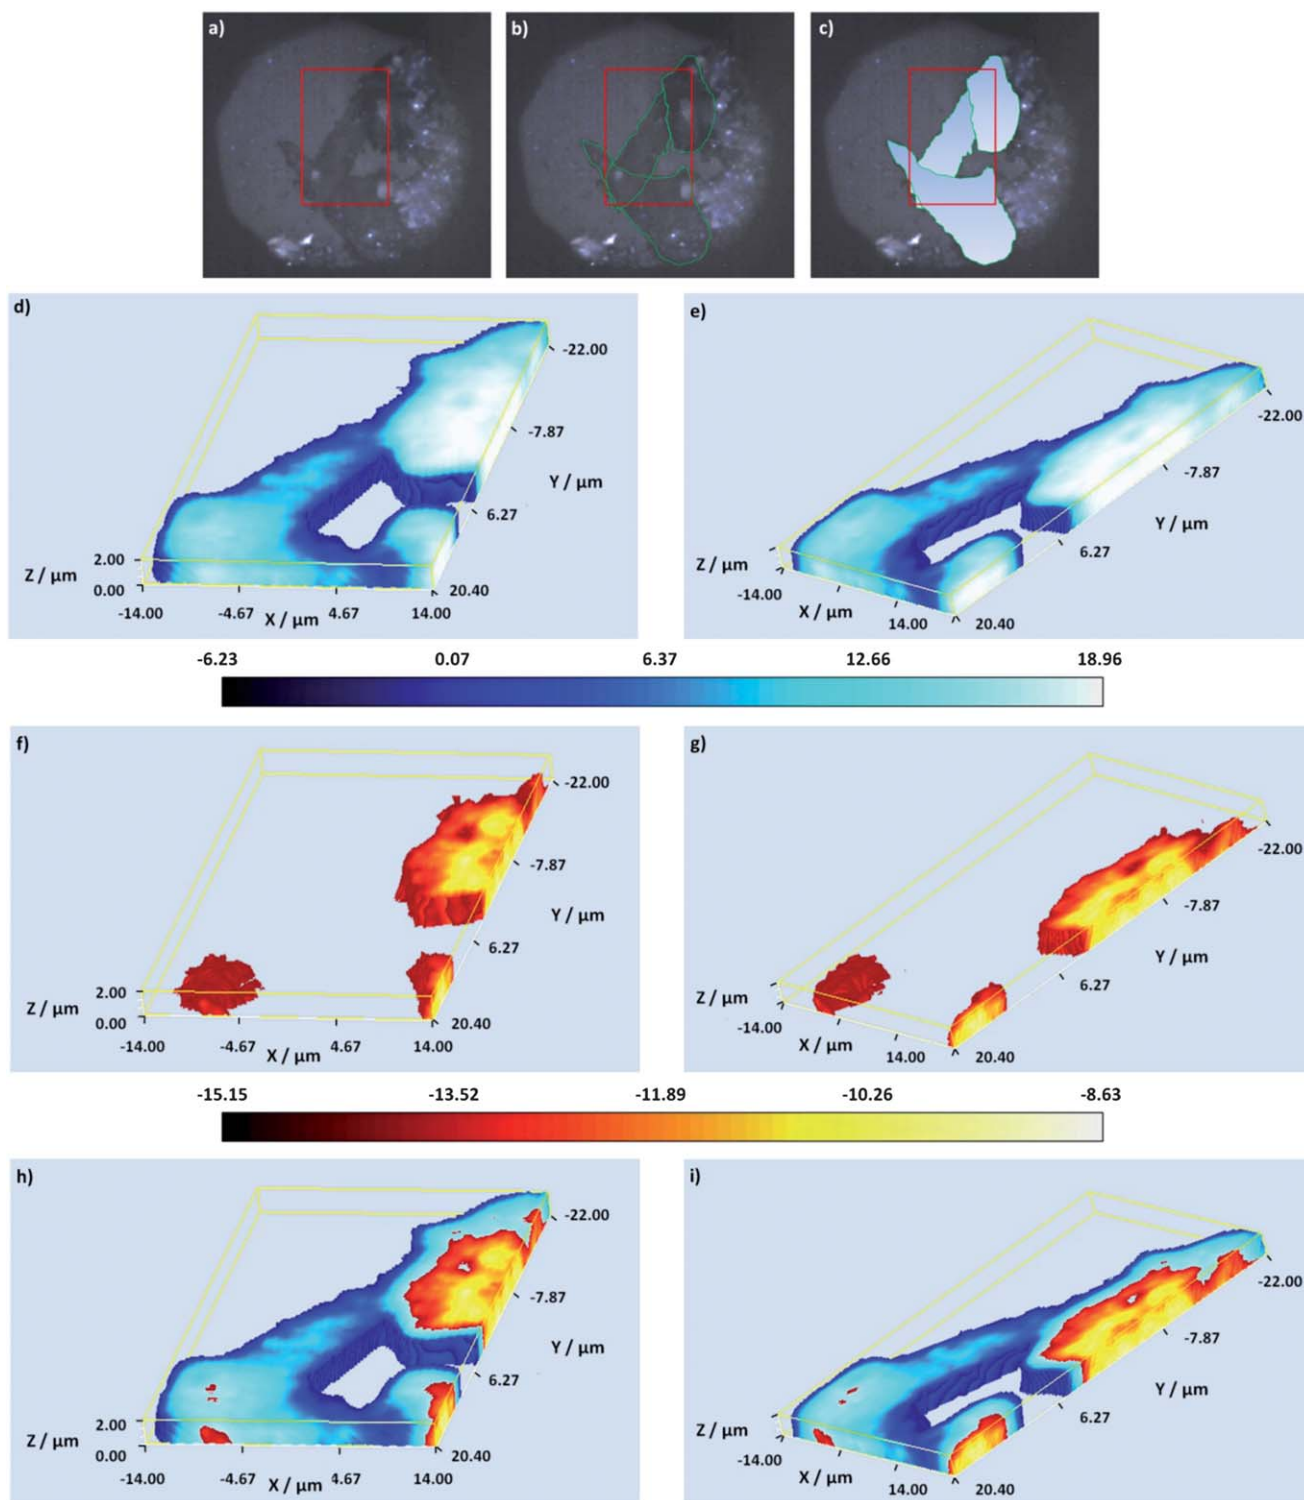 a) b) c)
d) e)
-22.00 -22.00
-7.87 -7.87
Y / µm Y / µm
6.27 6.27
2.00
Z / µm Z / µm
0.00
20.40 -14.00
-14.00 -4.67 4.67 14.00 14.00 20.40
X / µm X / µm
-6.23 0.07 6.37 12.66 18.96
f) g)
-22.00 -22.00
-7.87 -7.87
Y / µm Y / µm
6.27 6.27
2.00
Z / µm Z / µm
0.00
20.40 -14.00
-14.00 -4.67 4.67 14.00 14.00 20.40
X / µm X / µm
-15.15 -13.52 -11.89 -10.26 -8.63
h) i)
-22.00 -22.00
-7.87 -7.87
Y / µm Y / µm
6.27 6.27
2.00
Z / µm Z / µm
0.00
20.40 -14.00
-14.00 -4.67 4.67 14.00 14.00 20.40
X / µm X / µm